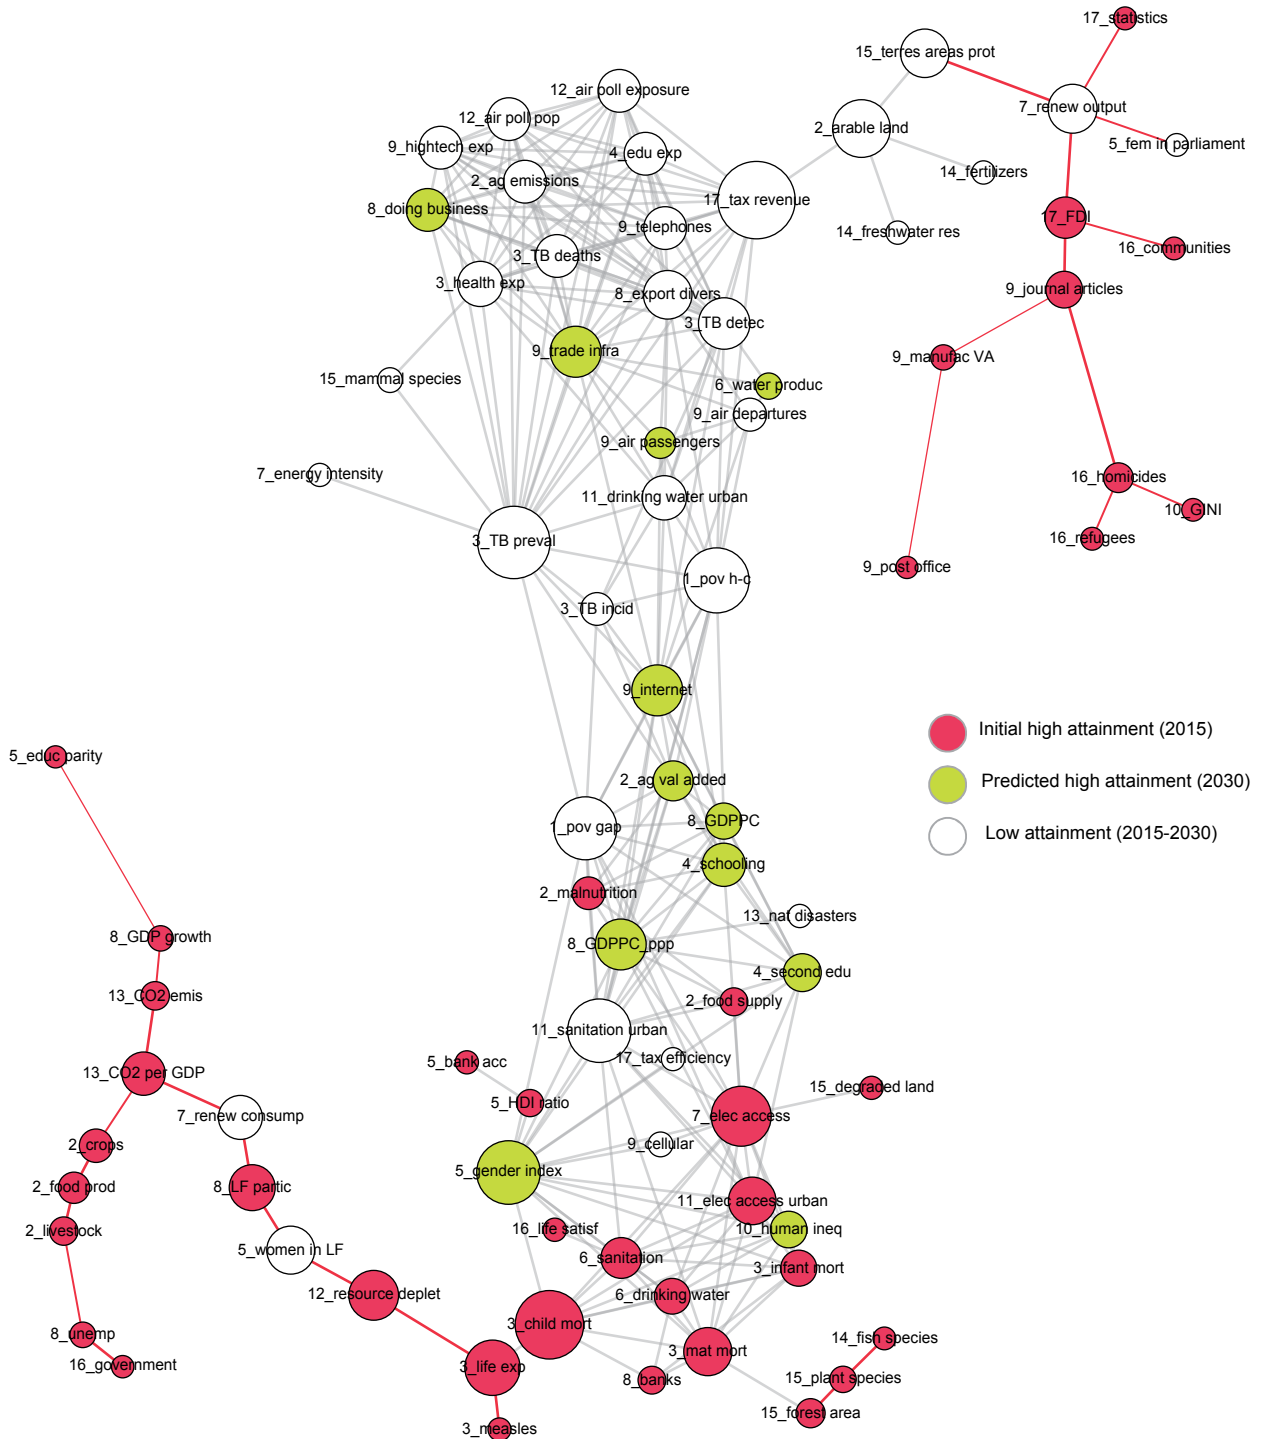 17_statistics
15_terres areas prot
12_air poll exposure
7_renew output
12_air poll pop
2_arable land
9_hightech exp
4_edu exp
5_fem in parliament
14_fertilizers
2_ag emissions
17_tax revenue
8_doing business
17_FDI
9_telephones
14_freshwater res
16_communities
3_TB deaths
3_health exp
9_journal articles
8_export divers
3_TB detec
9_trade infra
9_manufac VA
15_mammal species
6_water produc
9_air departures
9_air passengers
7_energy intensity
16_homicides
11_drinking water urban
10_GINI
3_TB preval
16_refugees
9_post office
1_pov h-c
3_TB incid
9_internet
Initial high attainment (2015)
5_educ parity
2_ag val added
Predicted high attainment (2030)
8_GDPPC
1_pov gap
Low attainment (2015-2030)
4_schooling
2_malnutrition
13_nat disasters
8_GDP growth
8_GDPPC_ppp
4_second edu
13_CO2 emis
2_food supply
11_sanitation urban
17_tax efficiency
5_bank acc
13_CO2 per GDP
15_degraded land
5_HDI ratio
7_elec access
7_renew consump
2_crops
9_cellular
5_gender index
2_food prod
8_LF partic
11_elec access urban
2_livestock
16_life satisf
10_human ineq
5_women in LF
6_sanitation
3_infant mort
12_resource deplet
6_drinking water
3_child mort
8_unemp
14_fish species
3_mat mort
16_government
3_life exp
8_banks
15_plant species
15_forest area
3_measles